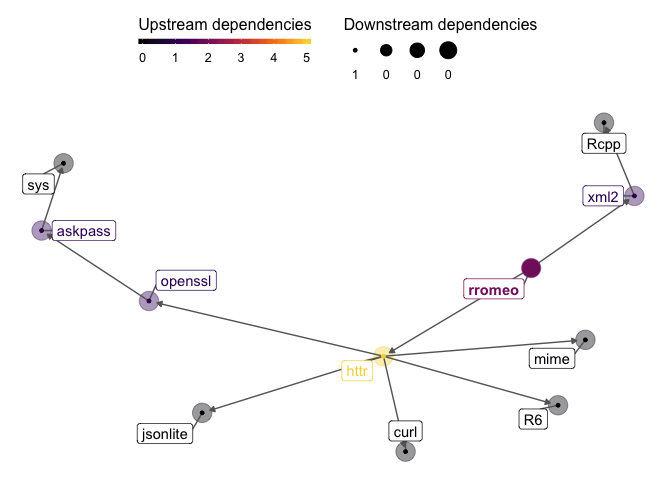 Upstream dependencies
Downstream dependencies
0 1 2 3 4 5
1 0 0 0
Rcpp
sys
xml2
askpass
openssl
rromeo
mime
httr
R6
jsonlite
curl